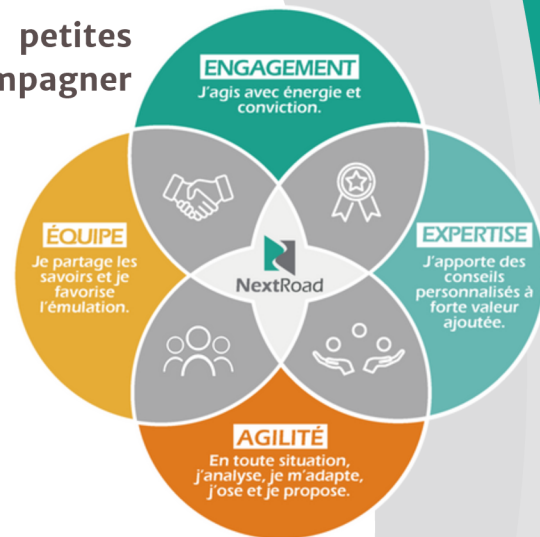 petites
mpagner
ENGAGEMENT
J'agis avec énergie et
conviction.
ÉQUIPE
Je partage les
savoirs et je
favorise
l'émulation.
NextRoad
EXPERTISE
J'apporte des
conseils
personnalisés à
forte valeur
ajoutée.
AGILITÉ
En toute situation,
j'analyse, je m'adapte,
j'ose et je propose.